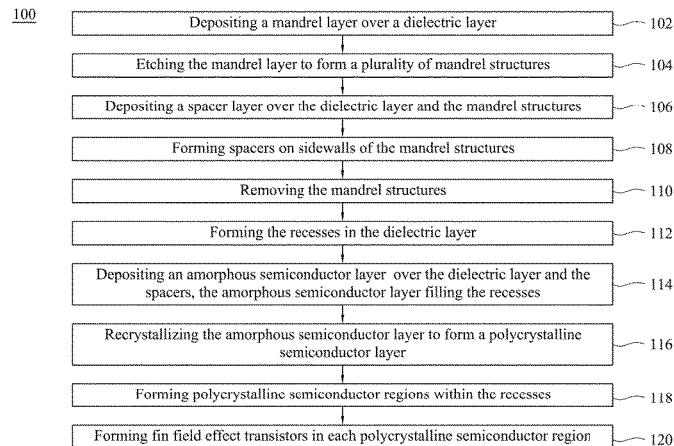 100
Depositing a mandrel layer over a dielectric layer 102
Etching the mandrel layer to form a plurality of mandrel structures 104
Depositing a spacer layer over the dielectric layer and the mandrel structures 106
Forming spacers on sidewalls of the mandrel structures 108
Removing the mandrel structures 110
Forming the recesses in the dielectric layer 112
Depositing an amorphous semiconductor layer over the dielectric layer and the
spacers, the amorphous semiconductor layer filling the recesses 114
Recrystallizing the amorphous semiconductor layer to form a polycrystalline
semiconductor layer 116
Forming polycrystalline semiconductor regions within the recesses 118
Forming fin field effect transistors in each polycrystalline semiconductor region 120